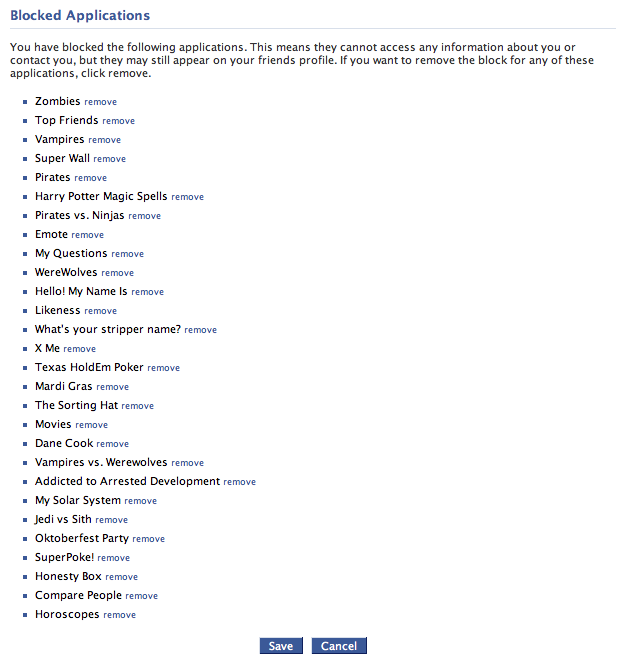 Blocked Applications
You have blocked the following applications. This means they cannot access any information about you or
contact you, but they may still appear on your friends profile. If you want to remove the block for any of these
applications, click remove.
Zombies remove
Top Friends remove
Vampires remove
Super Wall remove
Pirates remove
Harry Potter Magic Spells remove
Pirates vs. Ninjas remove
Emote remove
My Questions remove
WereWolves remove
Hello! My Name Is remove
Likeness remove
What's your stripper name? remove
X Me remove
Texas HoldEm Poker remove
Mardi Gras remove
The Sorting Hat remove
Movies remove
Dane Cook remove
Vampires vs. Werewolves remove
Addicted to Arrested Development remove
My Solar System remove
Jedi vs Sith remove
Oktoberfest Party remove
SuperPoke! remove
Honesty Box remove
Compare People remove
Horoscopes remove
Save Cancel